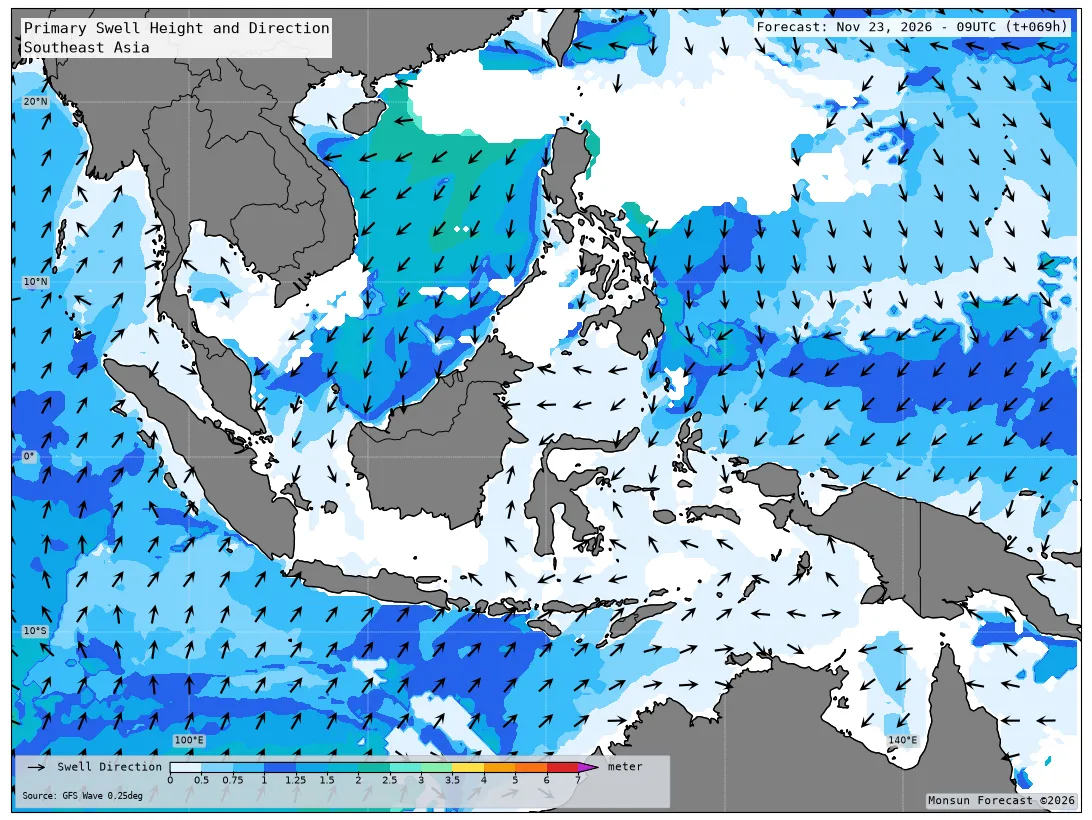 Primary Swell Height and Direction
Southeast Asia
Forecast: Nov 23, 2026 - 09UTC (t+069h)
20°N
10°N
0°
10°S
100°E
140°E
Swell Direction
0 0.5 0.75 1 1.25 1.5 2 2.5 3 3.5 4 5 6 7
meter
Source: GFS Wave 0.25deg
Monsun Forecast ©2026